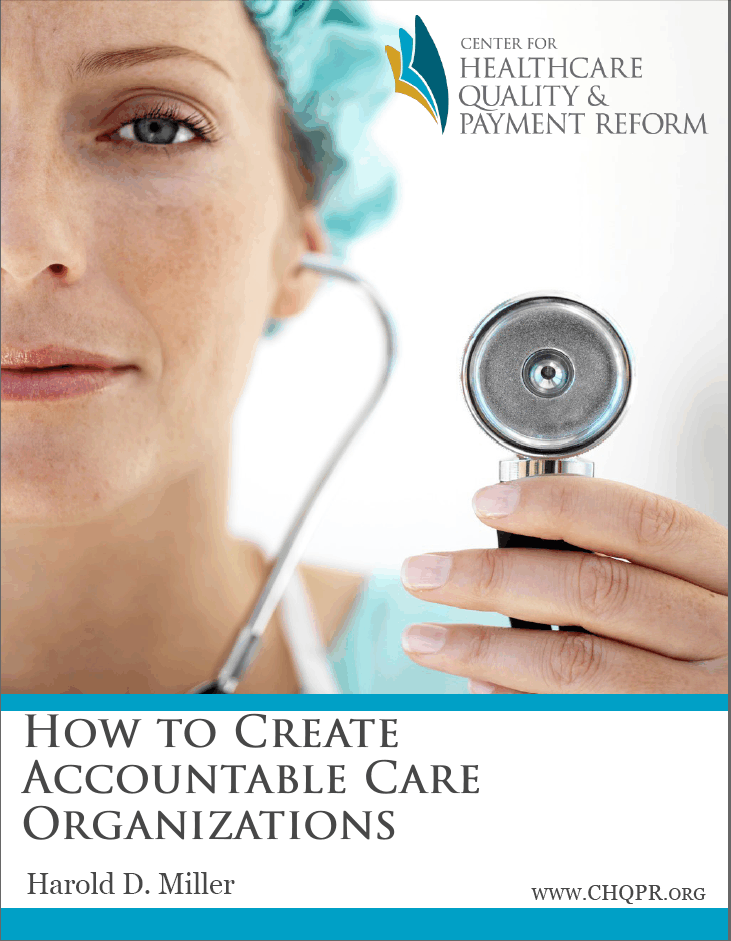 CENTER FOR
HEALTHCARE
QUALITY &
PAYMENT REFORM
HOW TO CREATE
ACCOUNTABLE CARE
ORGANIZATIONS
Harold D. Miller
WWW.CHQPR.ORG